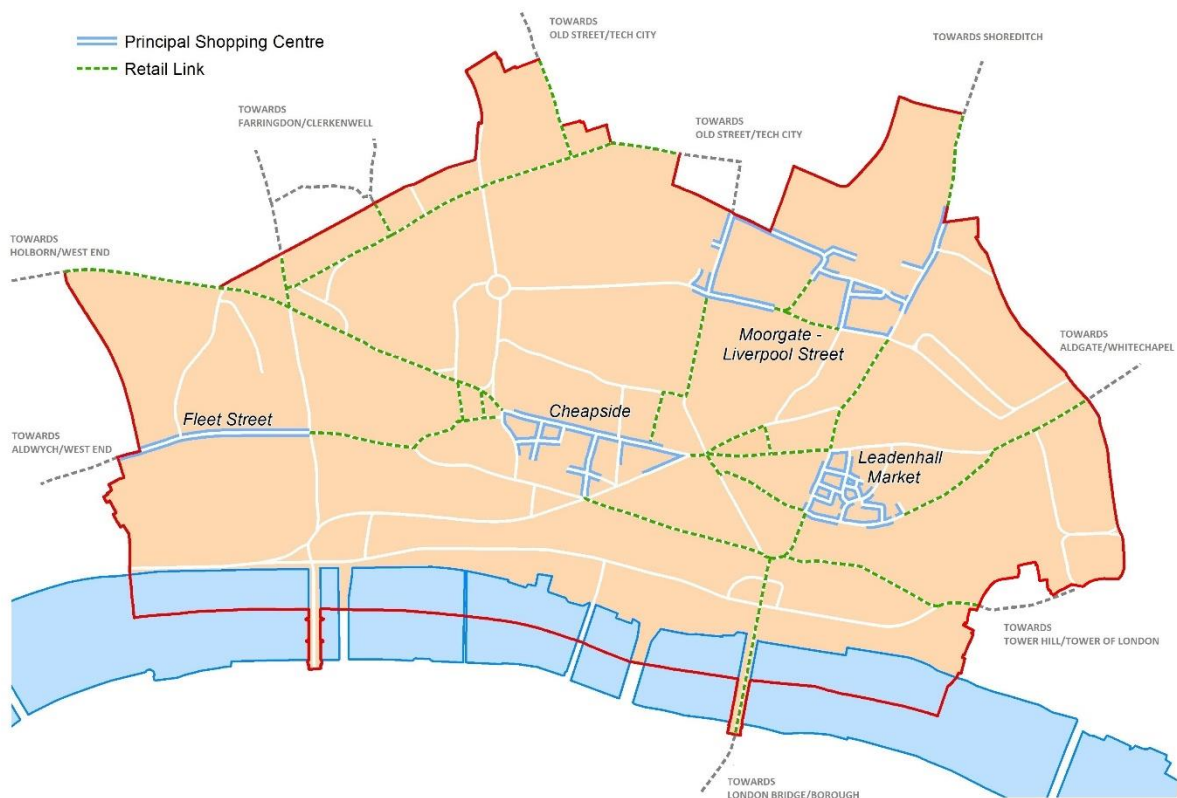 Principal Shopping Centre
Retail Link
TOWARDS
OLD STREET/TECH CITY
TOWARDS SHOREDITCH
TOWARDS
FARRINGDON/CLERKENWELL
TOWARDS
OLD STREET/TECH CITY
TOWARDS
HOLBORN/WEST END
Moorgate -
Liverpool Street
TOWARDS
ALDGATE/WHITECHAPEL
Fleet Street
Cheapside
TOWARDS
ALDWYCH/WEST END
Leadenhall
Market
TOWARDS
TOWER HILL/TOWER OF LONDON
TOWARDS
LONDON BRIDGE/BOROUGH